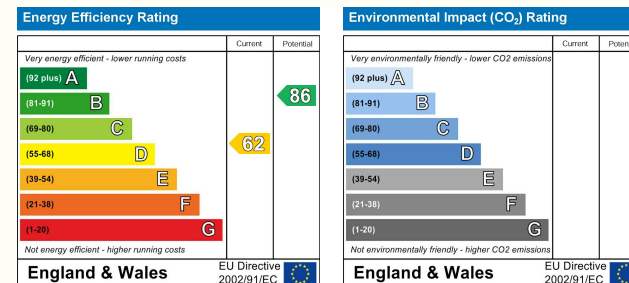 Energy Efficiency Rating
Current Potential
Very energy efficient - lower running costs
(92 plus) A
(81-91) B
86
(69-80) C
62
(55-68) D
(39-54) E
(21-38) F
(1-20) G
Not energy efficient - higher running costs
England & Wales
EU Directive
2002/91/EC
Environmental Impact (CO₂) Rating
Current Poten
Very environmentally friendly - lower CO2 emissions
(92 plus) A
(81-91) B
(69-80) C
(55-68) D
(39-54) E
(21-38) F
(1-20) G
Not environmentally friendly - higher CO2 emissions
England & Wales
EU Directive
2002/91/EC